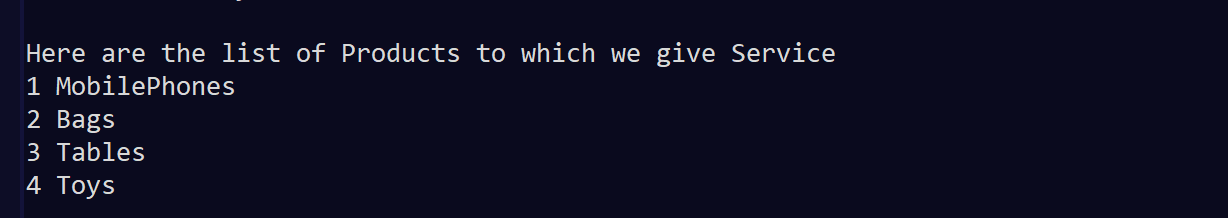 Here are the list of Products to which we give Service
1 MobilePhones
2 Bags
3 Tables
4 Toys